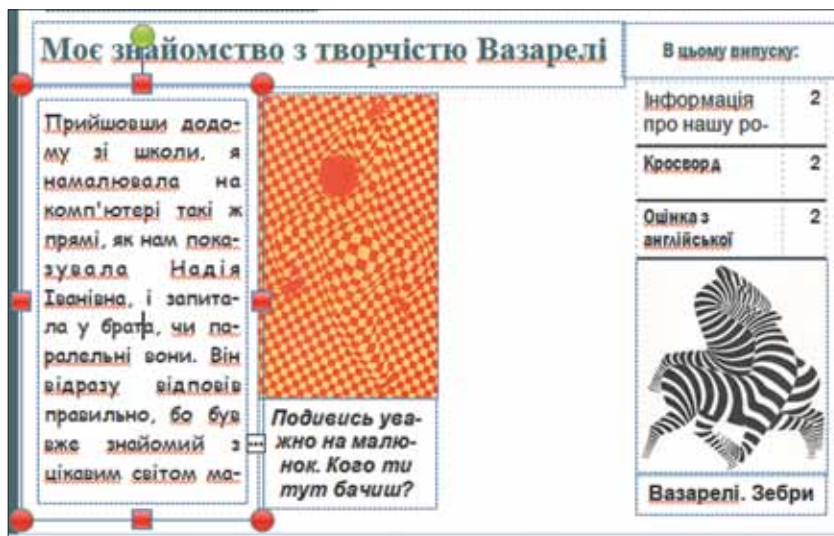 Моє знайомство з творчістю Вазарелі
Прийшовши додо-
му зі школи, я
намалювала на
комп'ютері такі ж
прямі, як нам пока-
зувала Надія
Іванівна, і запита-
ла у брата, чи па-
ралельні вони. Він
відразу відповів
правильно, бо був
вже знайомий з
цікавим світом ма-
Подивись ува-
жно на малю-
нок. Кого ти
тут бачиш?
В цьому випуску:
Інформація 2
про нашу ро-
Кросворд 2
Оцінка з 2
англійської
Вазарелі. Зебри